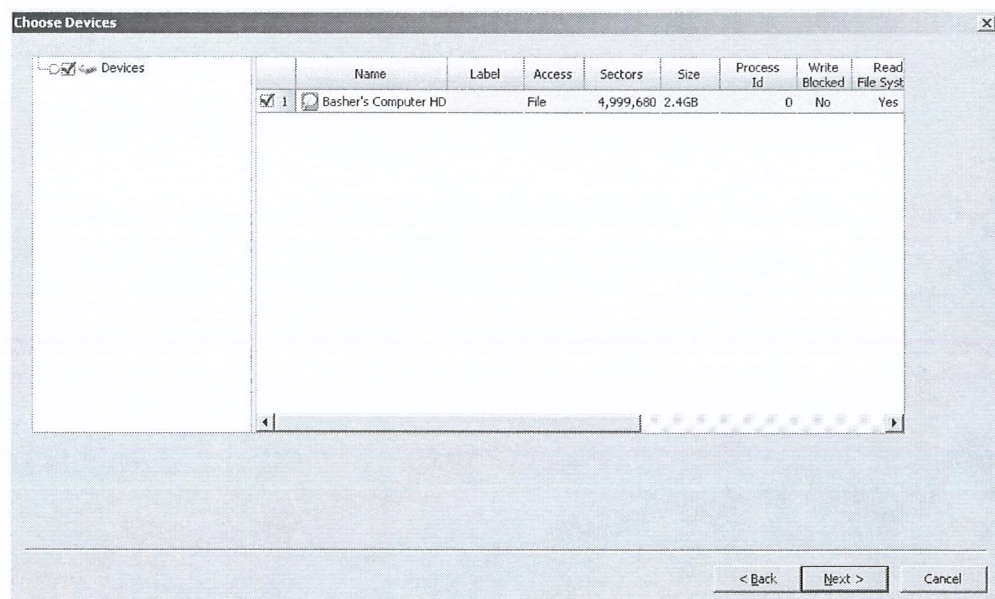 Choose Devices
Devices
Name Label Access Sectors Size Process Id Write Blocked Read File Syst
1 Basher's Computer HD File 4,999,680 2.4GB 0 No Yes
< Back Next > Cancel